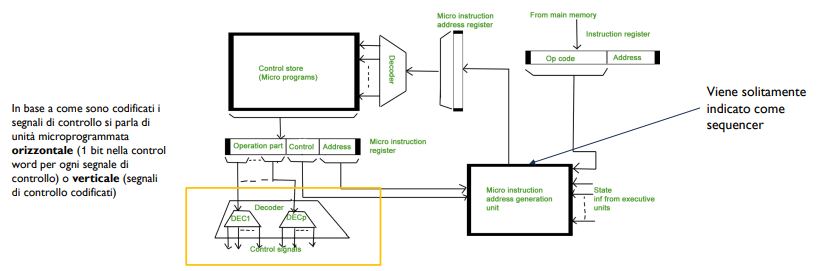 Micro instruction
address register
From main memory
Instruction register
Op code
Address
Control store
(Micro programs)
Decoder
Viene solitamente
indicato come
sequencer
In base a come sono codificati i
segnali di controllo si parla di
unità microprogrammata
orizzontale (1 bit nella control
word per ogni segnale di
controllo) o verticale (segnali
di controllo codificati)
Operation part
Control
Address
Micro instruction
register
Micro instruction
address generation
unit
State
inf from executive
units
Decoder
DEC1
DECp
Control signals